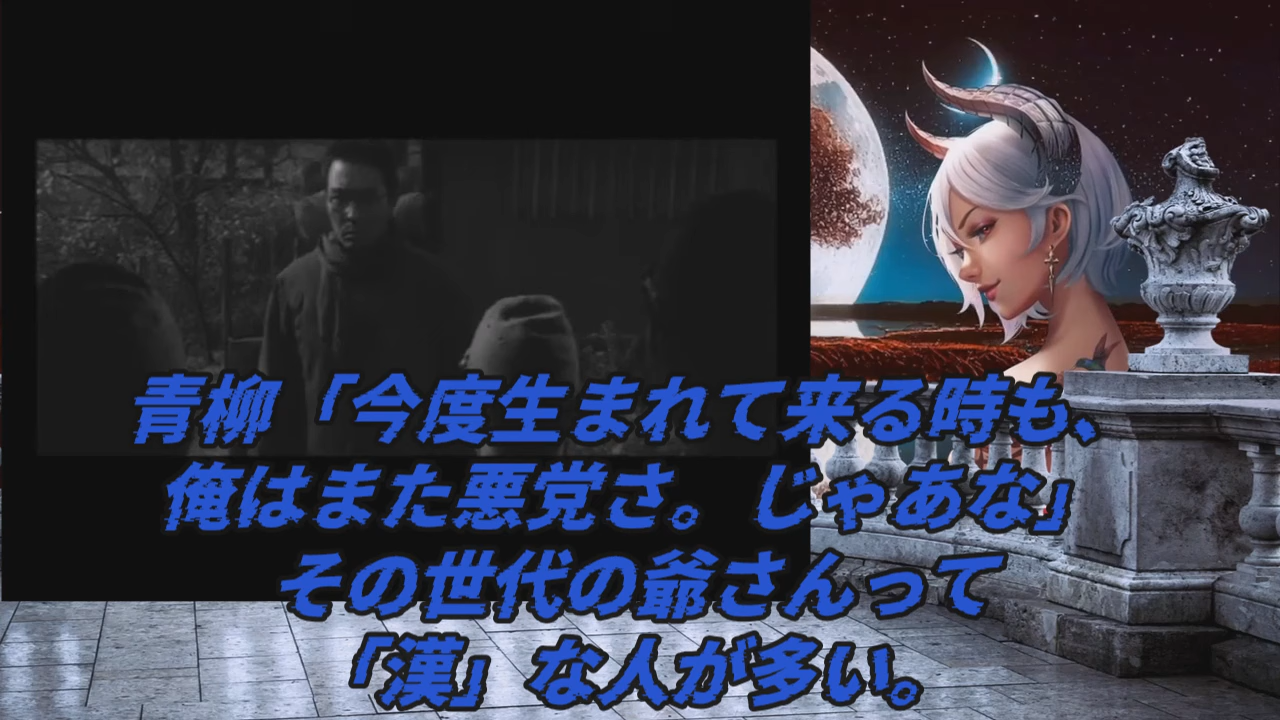 青柳「今度生まれて来る時も、
俺はまた悪党さ。じゃあな」
その世代の爺さんって
「漢」な人が多い。